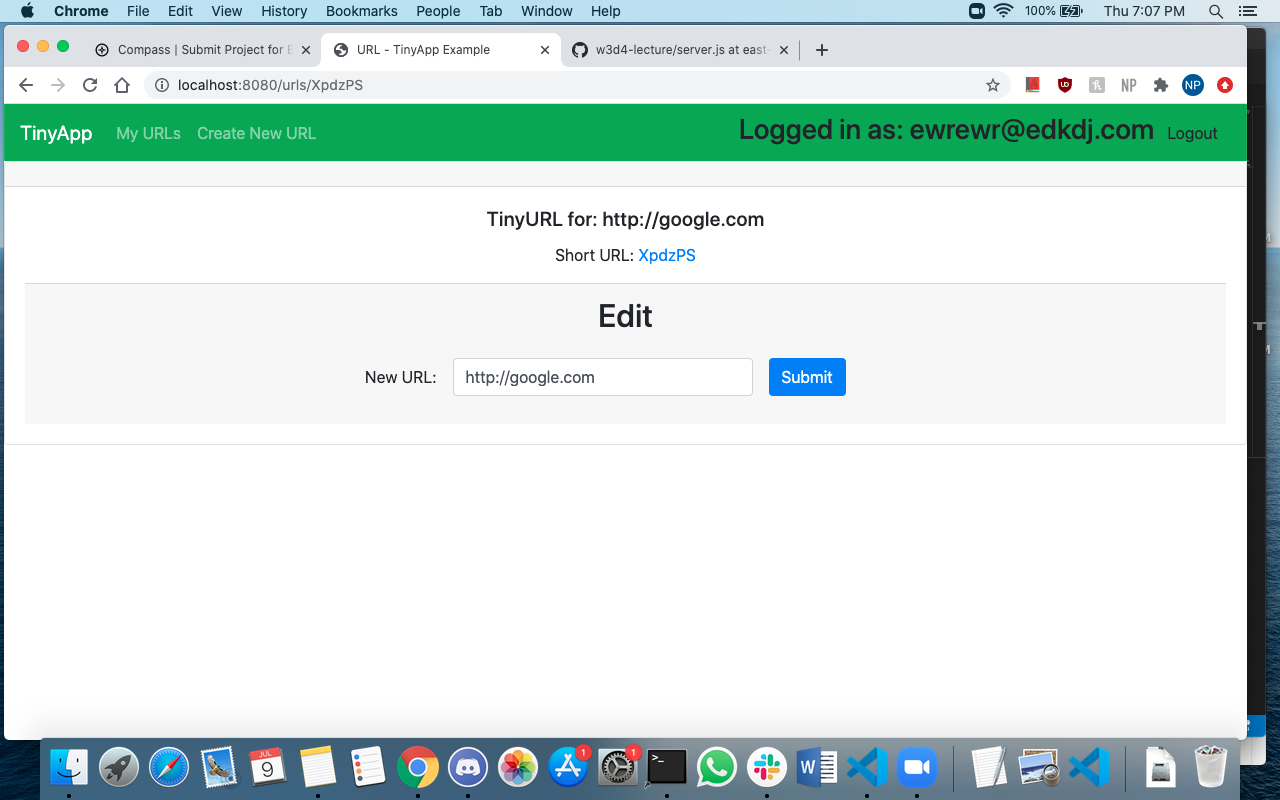 Chrome File Edit View History Bookmarks People Tab Window Help 100% Thu 7:07 PM
Compass | Submit Project for E URL - TinyApp Example w3d4-lecture/server.js at east-
localhost:8080/urls/XpdzPS NP NP
TinyApp My URLs Create New URL Logged in as: ewrewr@edkdj.com Logout
TinyURL for: http://google.com
Short URL: XpdzPS
Edit
New URL: http://google.com Submit
JUL 1 1
9 >_ W